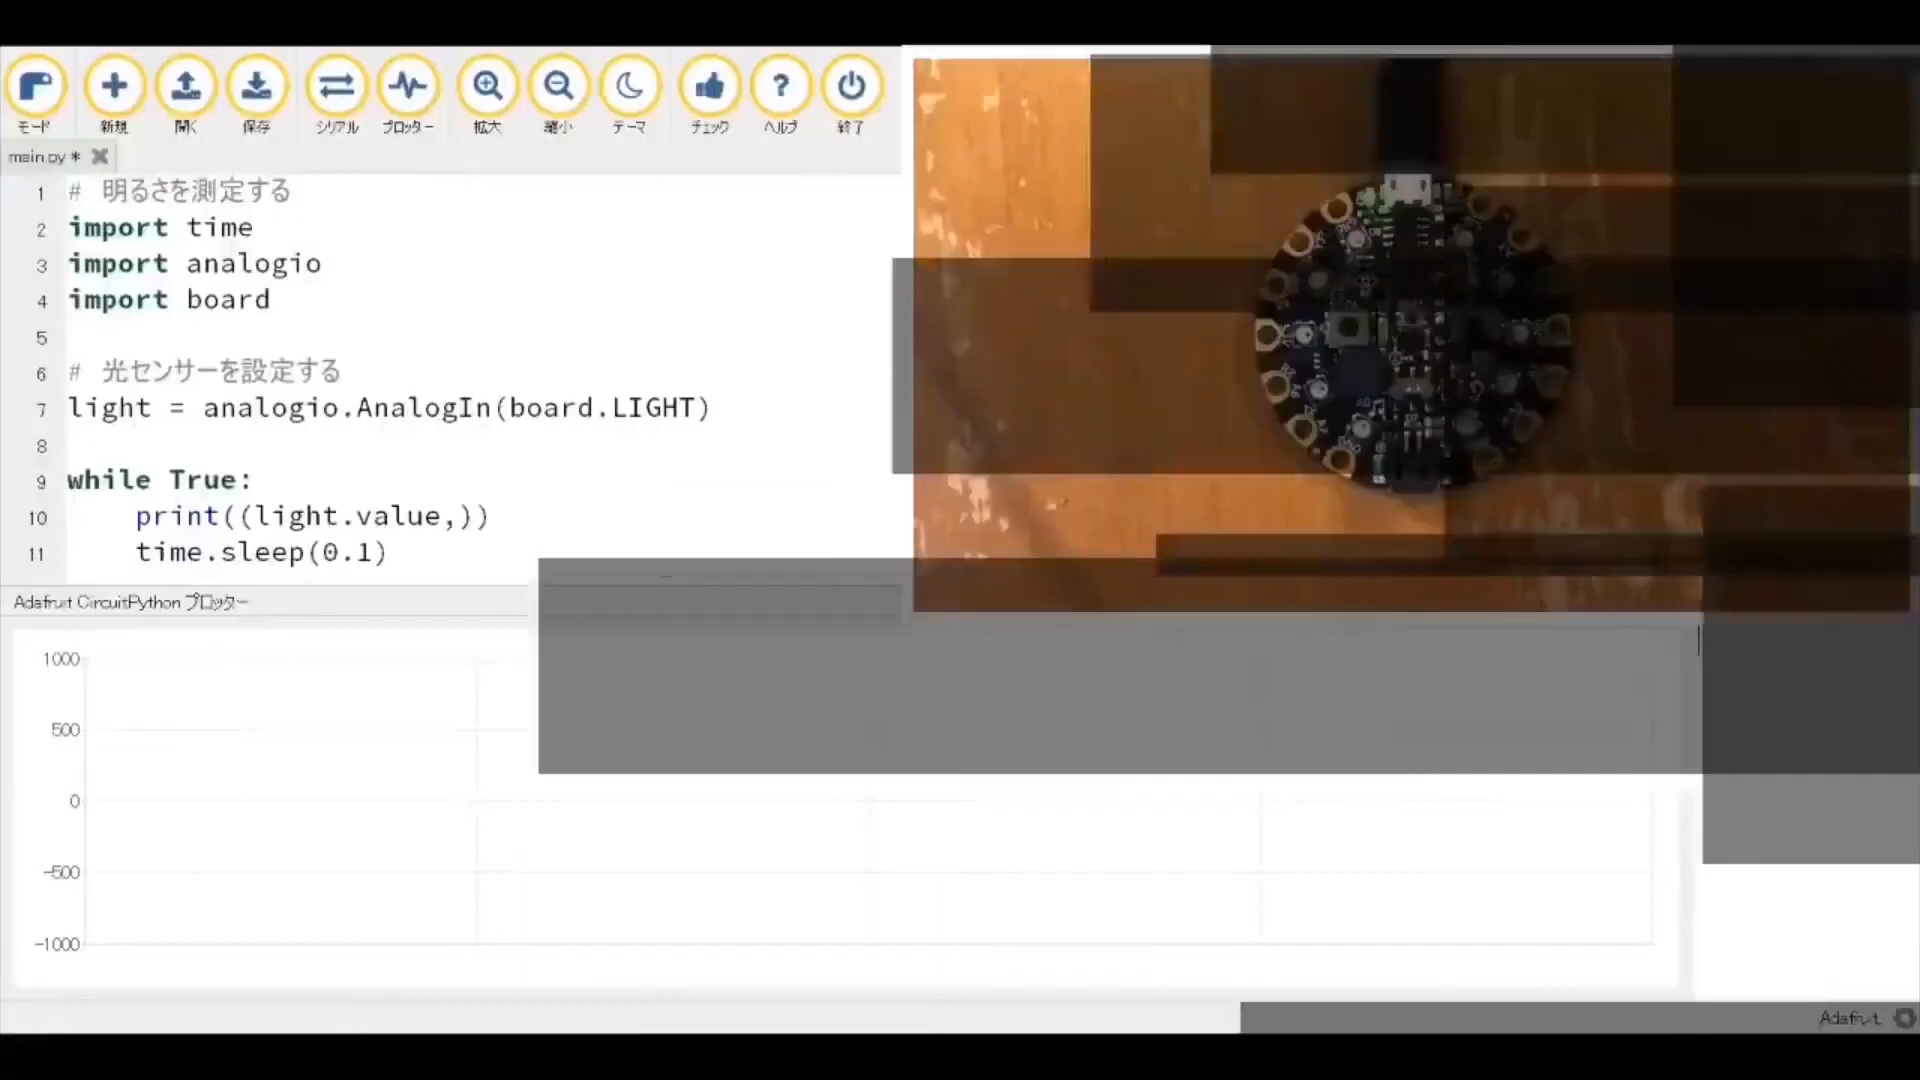 モード 新規 開く 保存 シリアル プロッター 拡大 縮小 テーマ チェック ヘルプ 終了
main.py *
1 # 明るさを測定する
2 import time
3 import analogio
4 import board
5
6 # 光センサーを設定する
7 light = analogio.AnalogIn(board.LIGHT)
8
9 while True:
10 print((light.value,))
11 time.sleep(0.1)
Adafruit CircuitPython プロッター
1000
500
0
-500
-1000
Adafruit